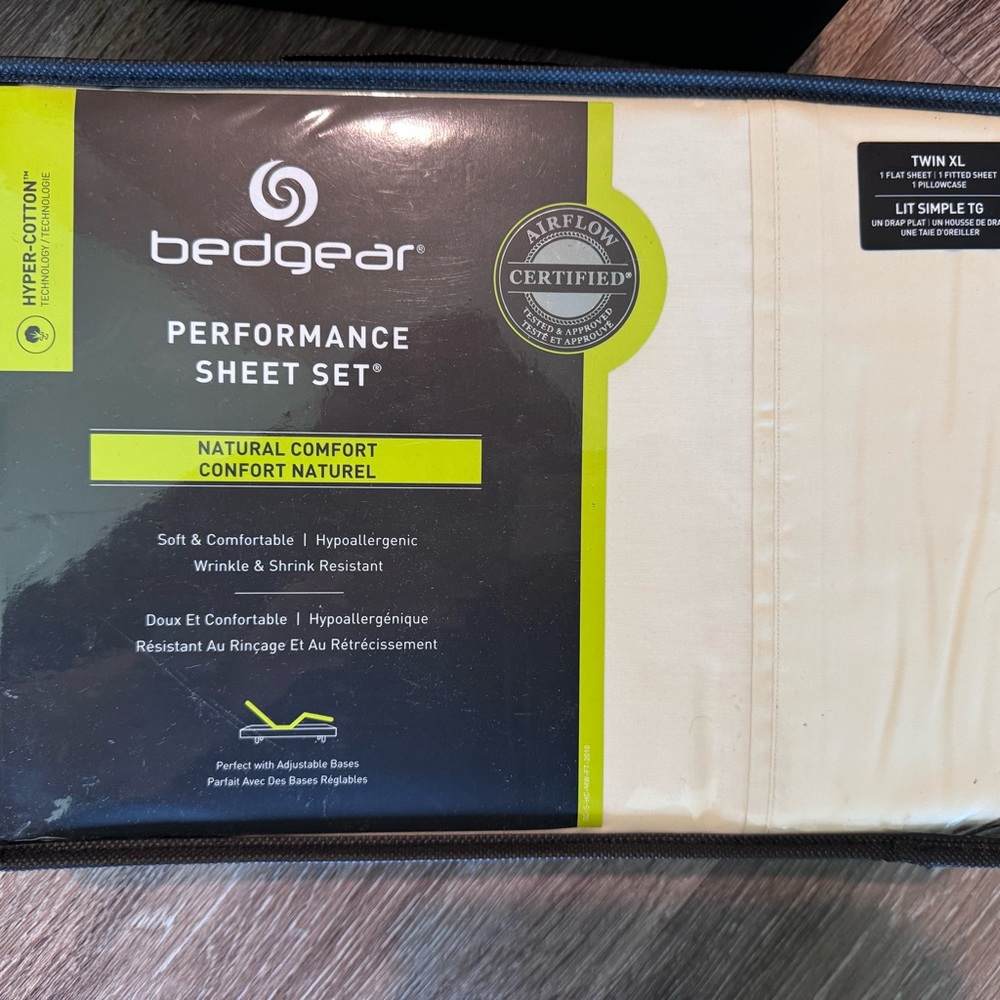 HYPER-COTTON™
TECHNOLOGY / TECHNOLOGIE
bedgear®
PERFORMANCE
SHEET SET®
NATURAL COMFORT
CONFORT NATUREL
Soft & Comfortable | Hypoallergenic
Wrinkle & Shrink Resistant
Doux Et Confortable | Hypoallergénique
Résistant Au Rinçage Et Au Rétrécissement
Perfect with Adjustable Bases
Parfait Avec Des Bases Réglables
AIRFLOW
CERTIFIED®
TESTED & APPROVED
TESTÉ ET APPROUVÉ
TWIN XL
1 FLAT SHEET | 1 FITTED SHEET
1 PILLOWCASE
LIT SIMPLE TG
UN DRAP PLAT | UN HOUSSE DE DRA
UNE TAIE D'OREILLER